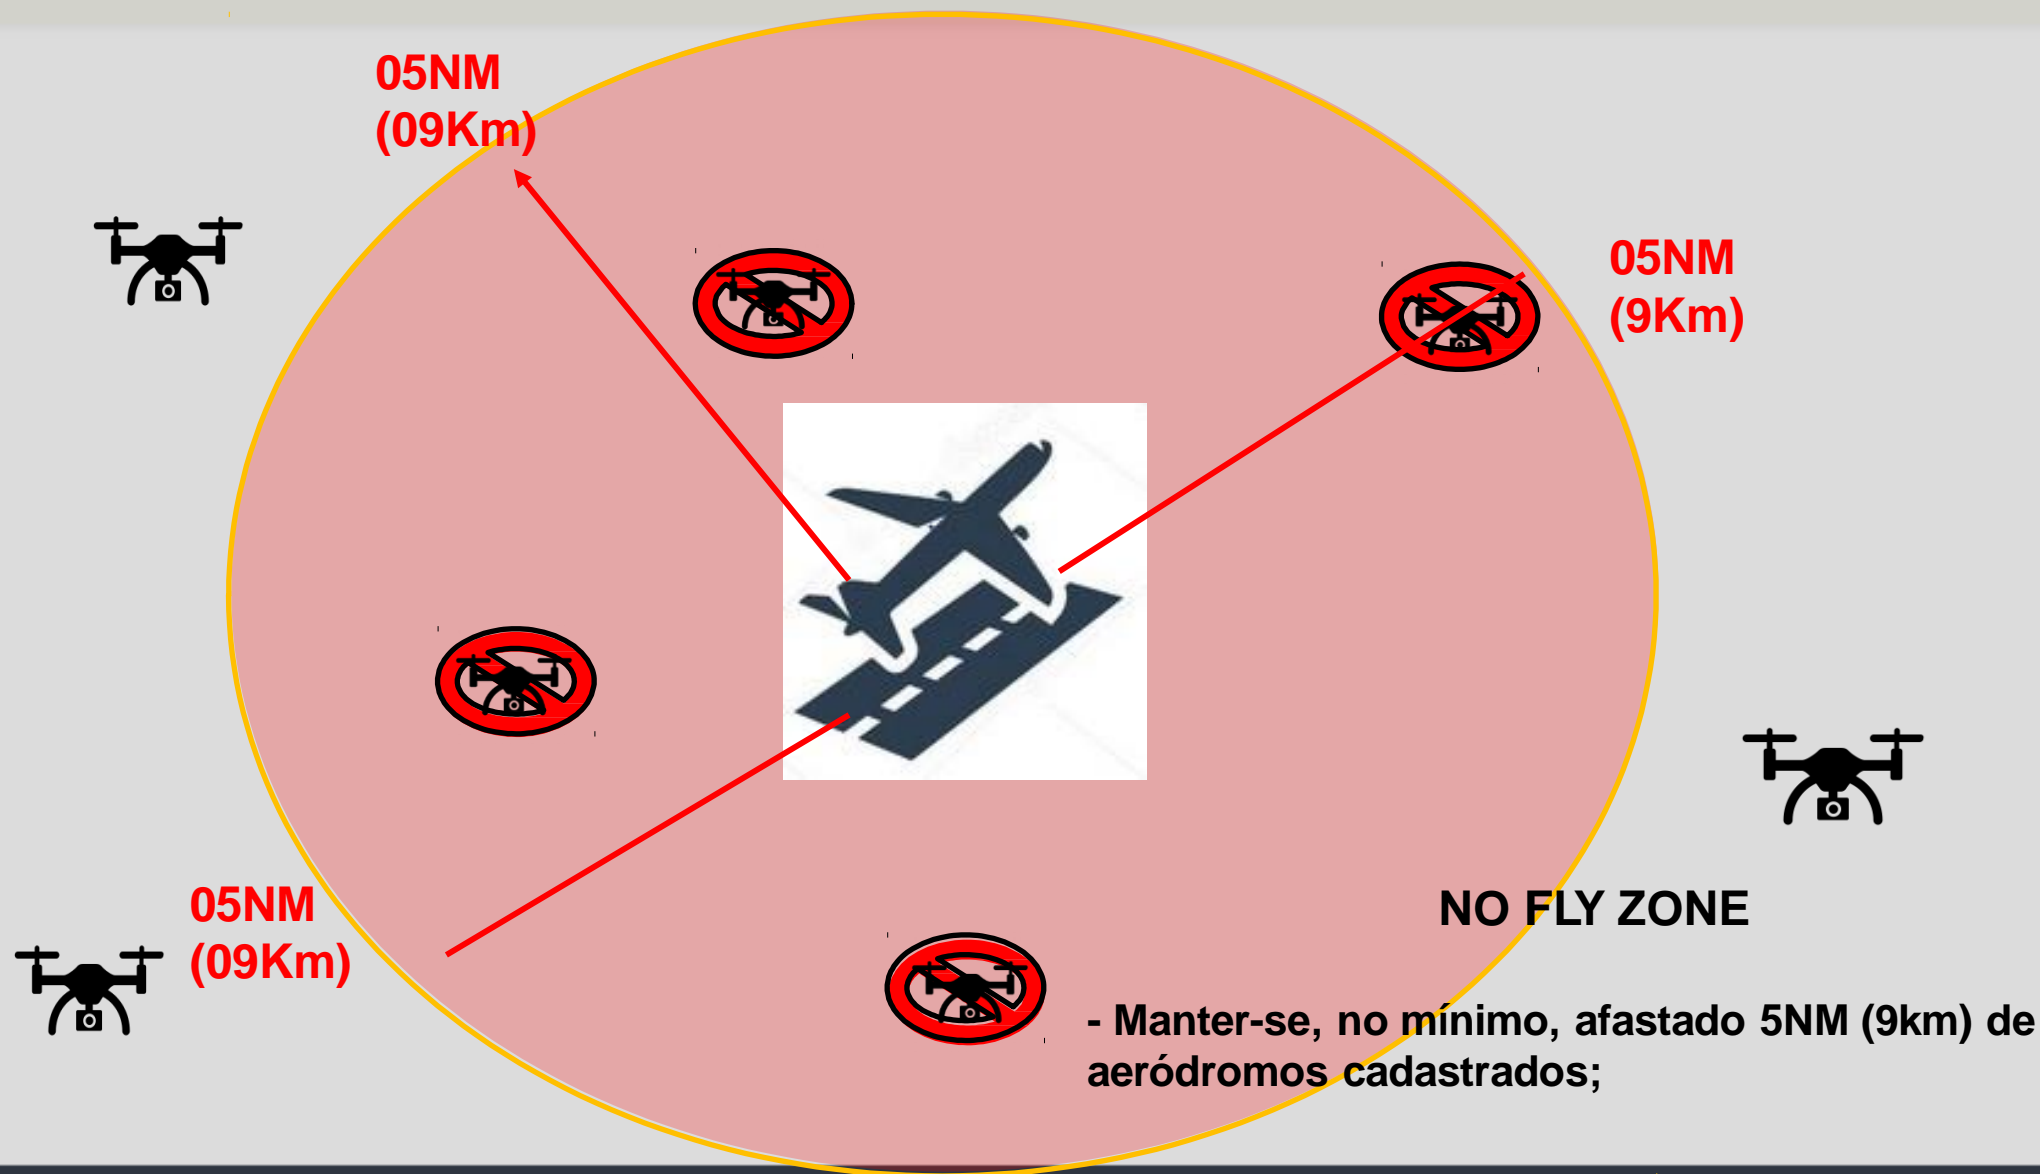 05NM
(09Km)
05NM
(9Km)
05NM
(09Km)
NO FLY ZONE
- Manter-se, no mínimo, afastado 5NM (9km) de
aeródromos cadastrados;